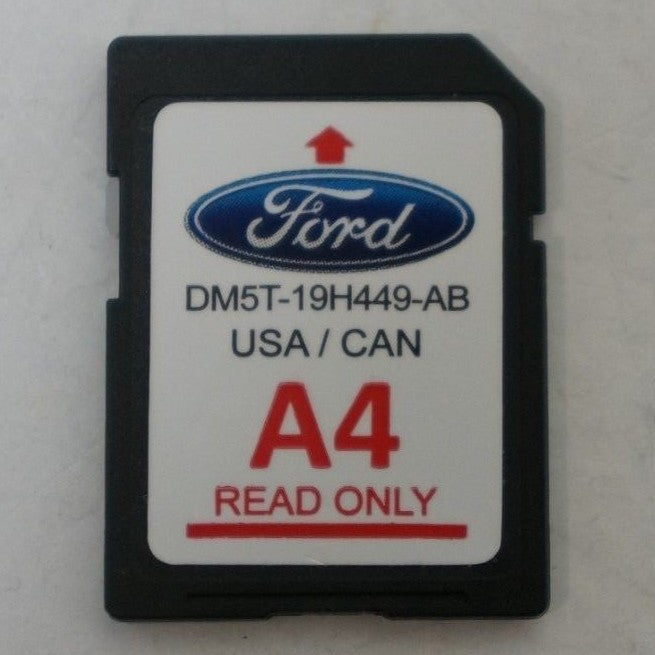 Ford
DM5T-19H449-AB
USA / CAN
A4
READ ONLY